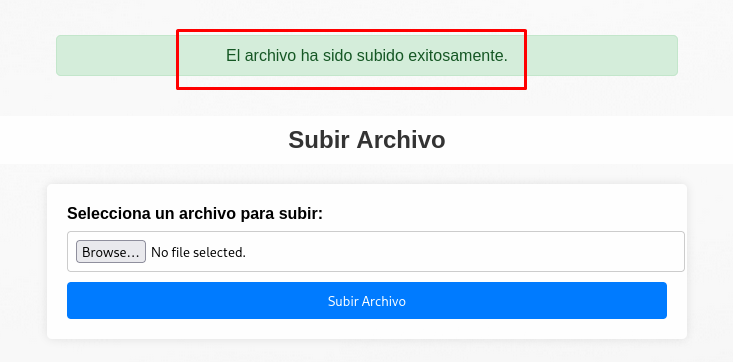 El archivo ha sido subido exitosamente.
Subir Archivo
Selecciona un archivo para subir:
Browse... No file selected.
Subir Archivo